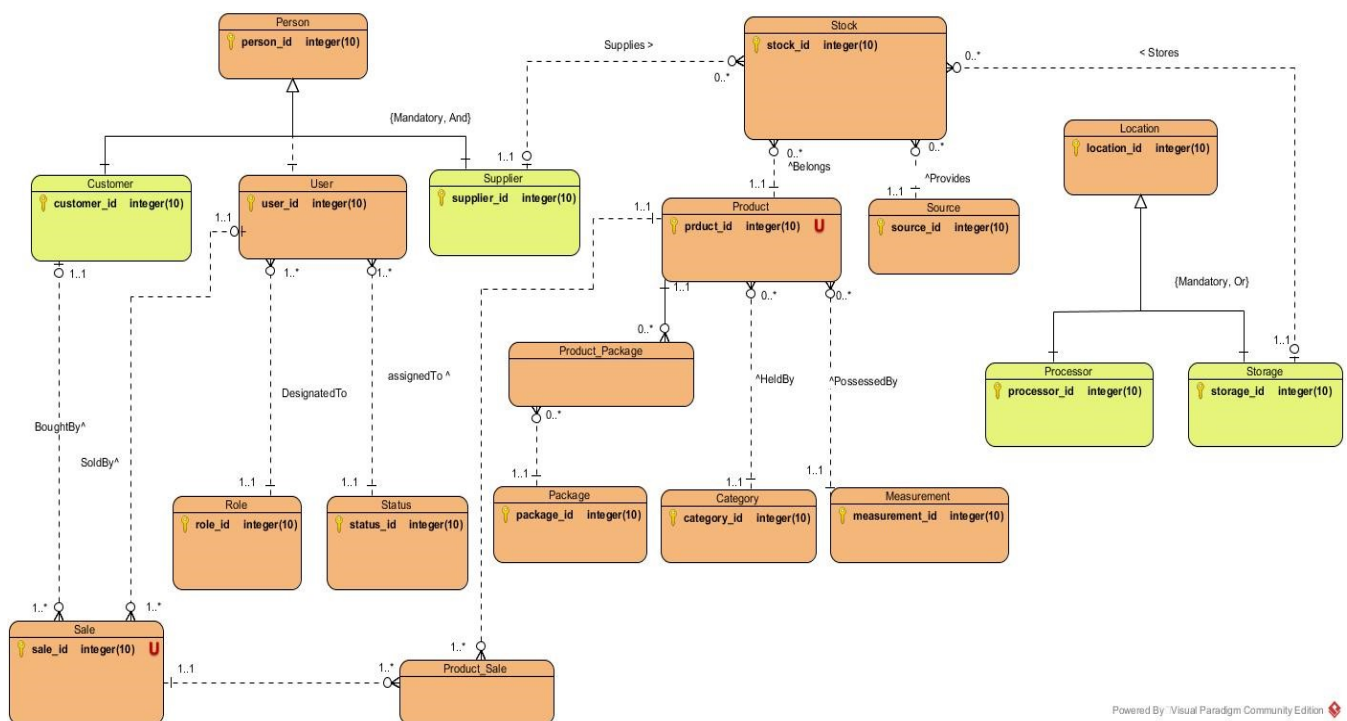 Person
person_id integer(10)
Stock
stock_id integer(10)
Supplies >
0..*
0..*
< Stores
{Mandatory, And}
1..1
Location
location_id integer(10)
0..*
^Belongs
0..*
^Provides
1..1
1..1
Customer
customer_id integer(10)
User
user_id integer(10)
Supplier
supplier_id integer(10)
1..1
1..1
Product
prduct_id integer(10) U
Source
source_id integer(10)
1..1
1..*
1..*
1..1
0..*
0..*
{Mandatory, Or}
0..*
1..1
Product_Package
Processor
processor_id integer(10)
Storage
storage_id integer(10)
DesignatedTo
assignedTo ^
^HeldBy
^PossessedBy
0..*
BoughtBy^
SoldBy^
1..1
1..1
1..1
1..1
1..1
Role
role_id integer(10)
Status
status_id integer(10)
Package
package_id integer(10)
Category
category_id integer(10)
Measurement
measurement_id integer(10)
1..*
1..*
Sale
sale_id integer(10) U
1..1
1..*
1..*
Product_Sale
Powered By Visual Paradigm Community Edition